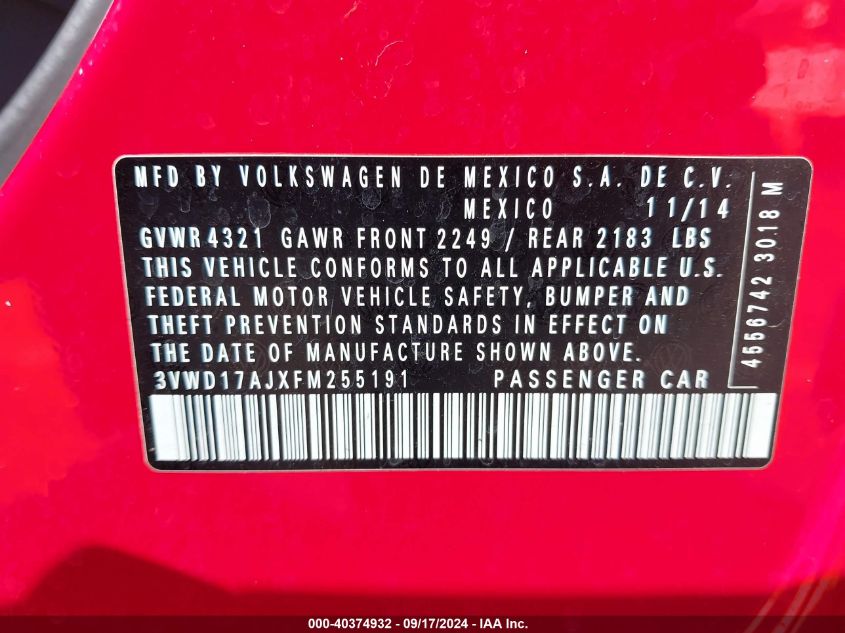 MFD BY VOLKSWAGEN DE MEXICO S.A. DE C.V.
MEXICO 11/14
GVWR 4321 GAWR FRONT 2249 / REAR 2183 LBS
THIS VEHICLE CONFORMS TO ALL APPLICABLE U.S.
FEDERAL MOTOR VEHICLE SAFETY, BUMPER AND
THEFT PREVENTION STANDARDS IN EFFECT ON
THE DATE OF MANUFACTURE SHOWN ABOVE.
3VWD17AJXFM255191 PASSENGER CAR
4556742 3018 M
000-40374932 - 09/17/2024 - IAA Inc.